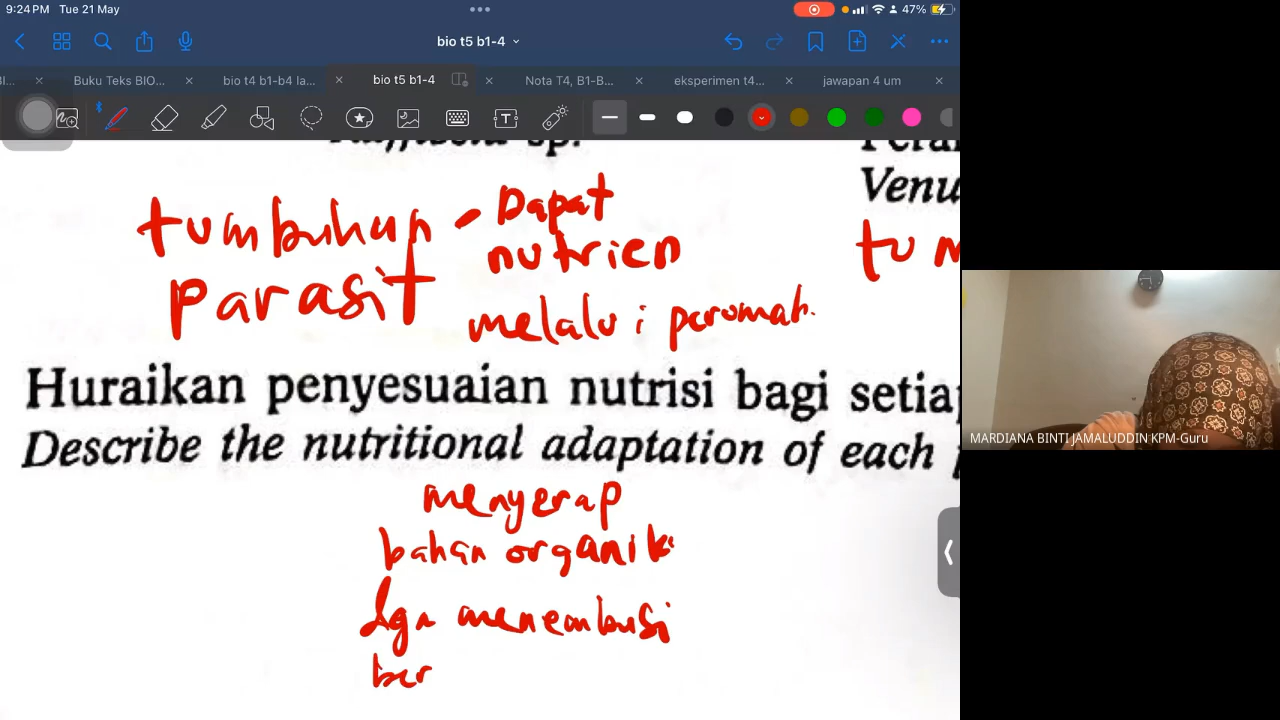 9:24 PM Tue 21 May
47%
bio t5 b1-4
Buku Teks BIO...
bio t4 b1-b4 la...
bio t5 b1-4
Nota T4, B1-B...
eksperimen t4...
jawapan 4 um
sp.
Venu
tumbuhan - Dapat
nutrien
tum
parasit
melalui perumah.
Huraikan penyesuaian nutrisi bagi setiap
Describe the nutritional adaptation of each
menyerap
bahan organik
dgn menembusi
ber
MARDIANA BINTI JAMALUDDIN KPM-Guru